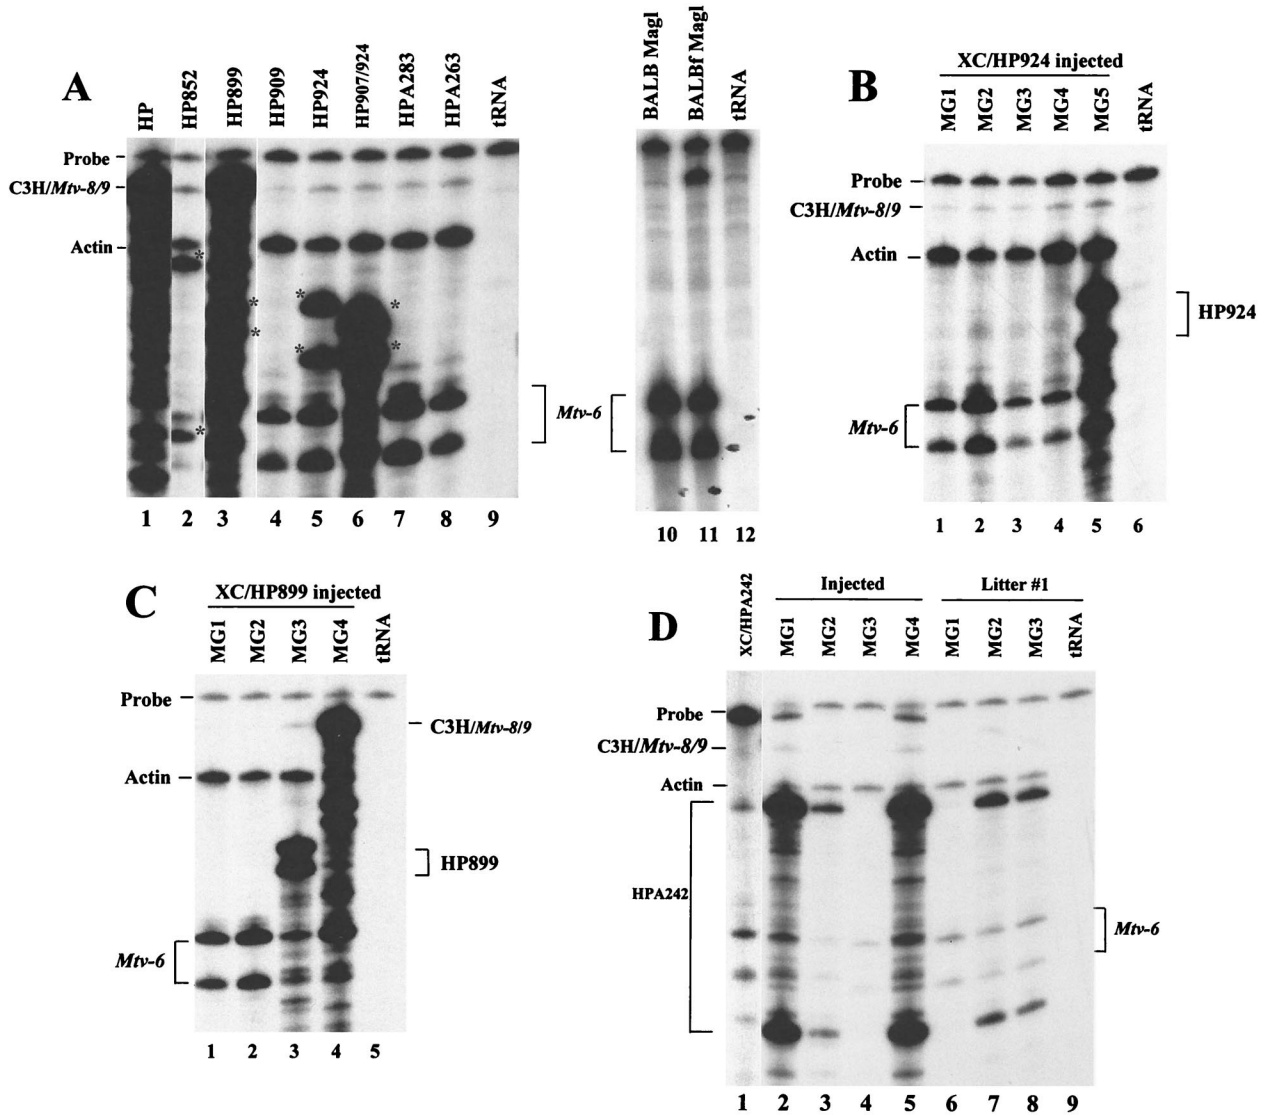 A
HP
HP852
HP899
HP909
HP924
HP907/924
HPA283
HPA263
tRNA
Probe
C3H/Mtv-8/9
Actin
*
*
*
*
*
*
*
*
Mtv-6
1 2 3 4 5 6 7 8 9
BALB Magl
BALBf Magl
tRNA
10 11 12
B
XC/HP924 injected
MG1
MG2
MG3
MG4
MG5
tRNA
Probe
C3H/Mtv-8/9
Actin
HP924
Mtv-6
1 2 3 4 5 6
C
XC/HP899 injected
MG1
MG2
MG3
MG4
tRNA
Probe
C3H/Mtv-8/9
Actin
HP899
Mtv-6
1 2 3 4 5
D
XC/HPA242
Injected
Litter #1
MG1
MG2
MG3
MG4
MG1
MG2
MG3
tRNA
Probe
C3H/Mtv-8/9
Actin
HPA242
Mtv-6
1 2 3 4 5 6 7 8 9